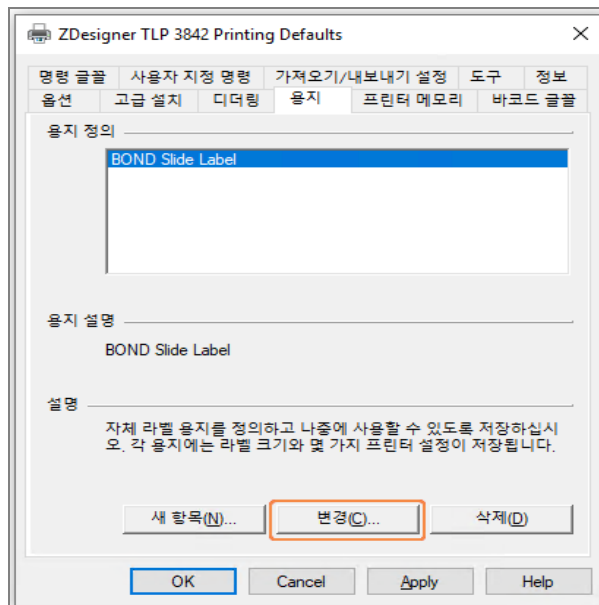 ZDesigner TLP 3842 Printing Defaults
명령 글꼴 사용자 지정 명령 가져오기/내보내기 설정 도구 정보
옵션 고급 설치 디더링 용지 프린터 메모리 바코드 글꼴
용지 정의
BOND Slide Label
용지 설명
BOND Slide Label
설명
자체 라벨 용지를 정의하고 나중에 사용할 수 있도록 저장하십시
오. 각 용지에는 라벨 크기와 몇 가지 프린터 설정이 저장됩니다.
새 항목(N)... 변경(C)... 삭제(D)
OK Cancel Apply Help